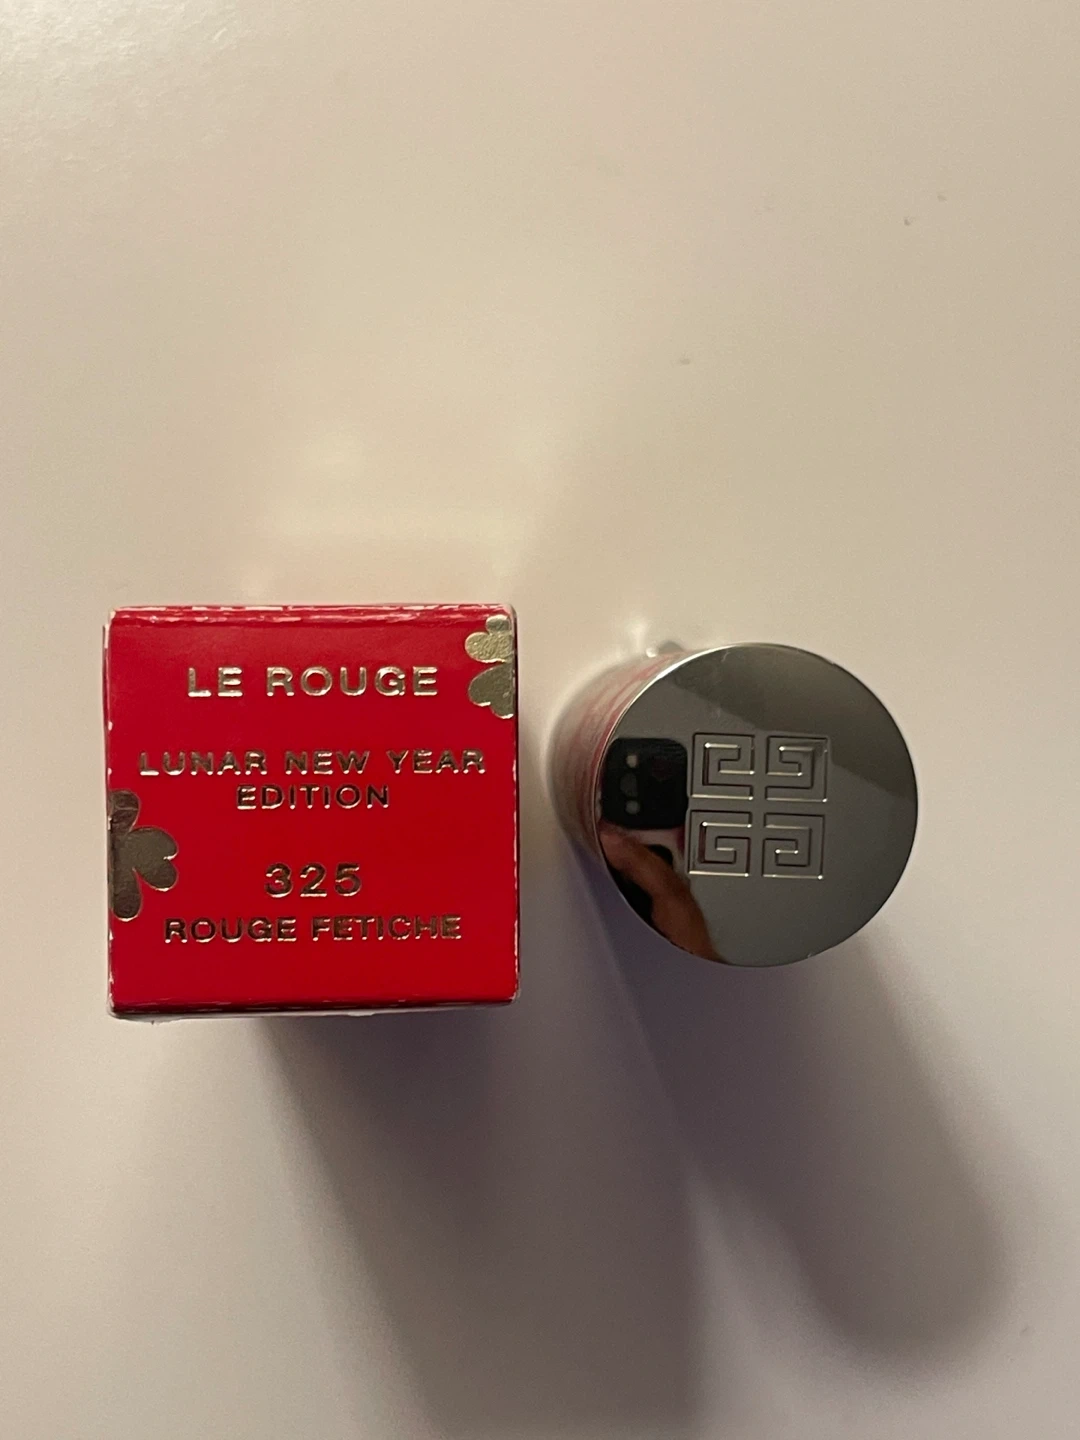 LE ROUGE
LUNAR NEW YEAR
EDITION
325
ROUGE FETICHE